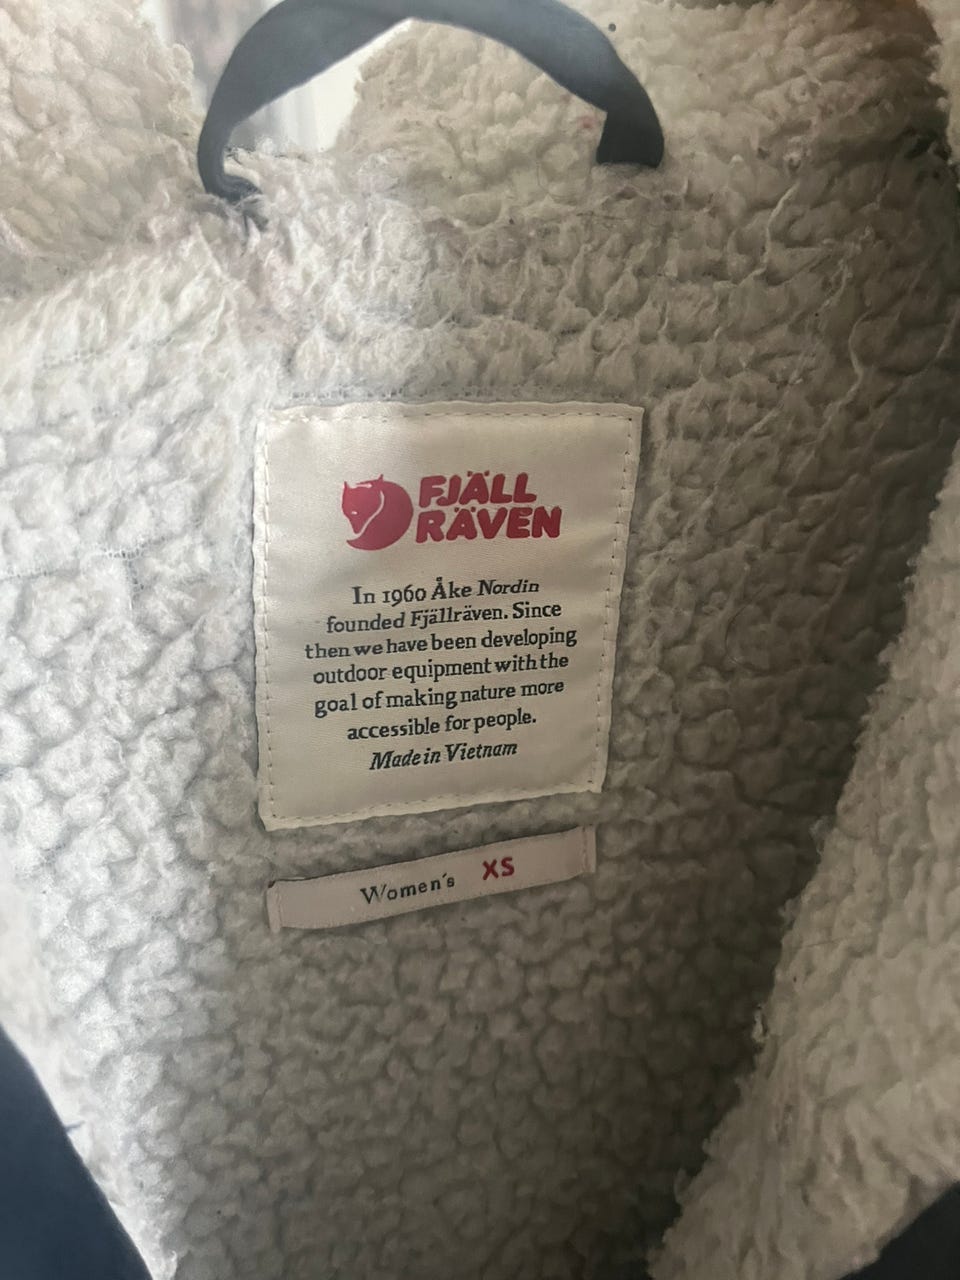 FJÄLL
RÄVEN
In 1960 Åke Nordin
founded Fjällräven. Since
then we have been developing
outdoor equipment with the
goal of making nature more
accessible for people.
Made in Vietnam
Women's XS